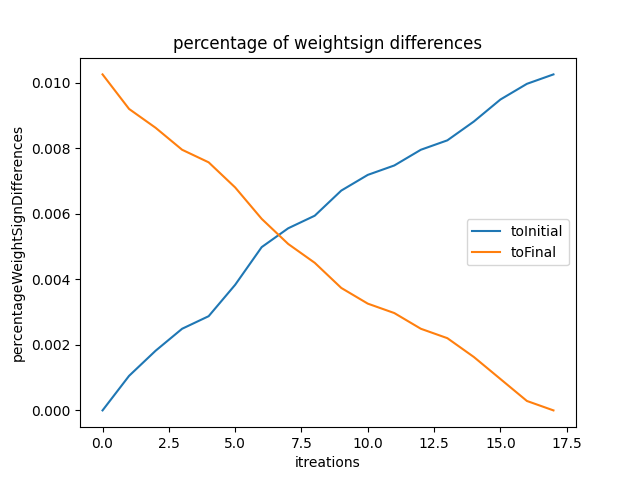 percentage of weightsign differences
percentageWeightSignDifferences
0.010
0.008
0.006
0.004
0.002
0.000
toInitial
toFinal
0.0 2.5 5.0 7.5 10.0 12.5 15.0 17.5
itreations